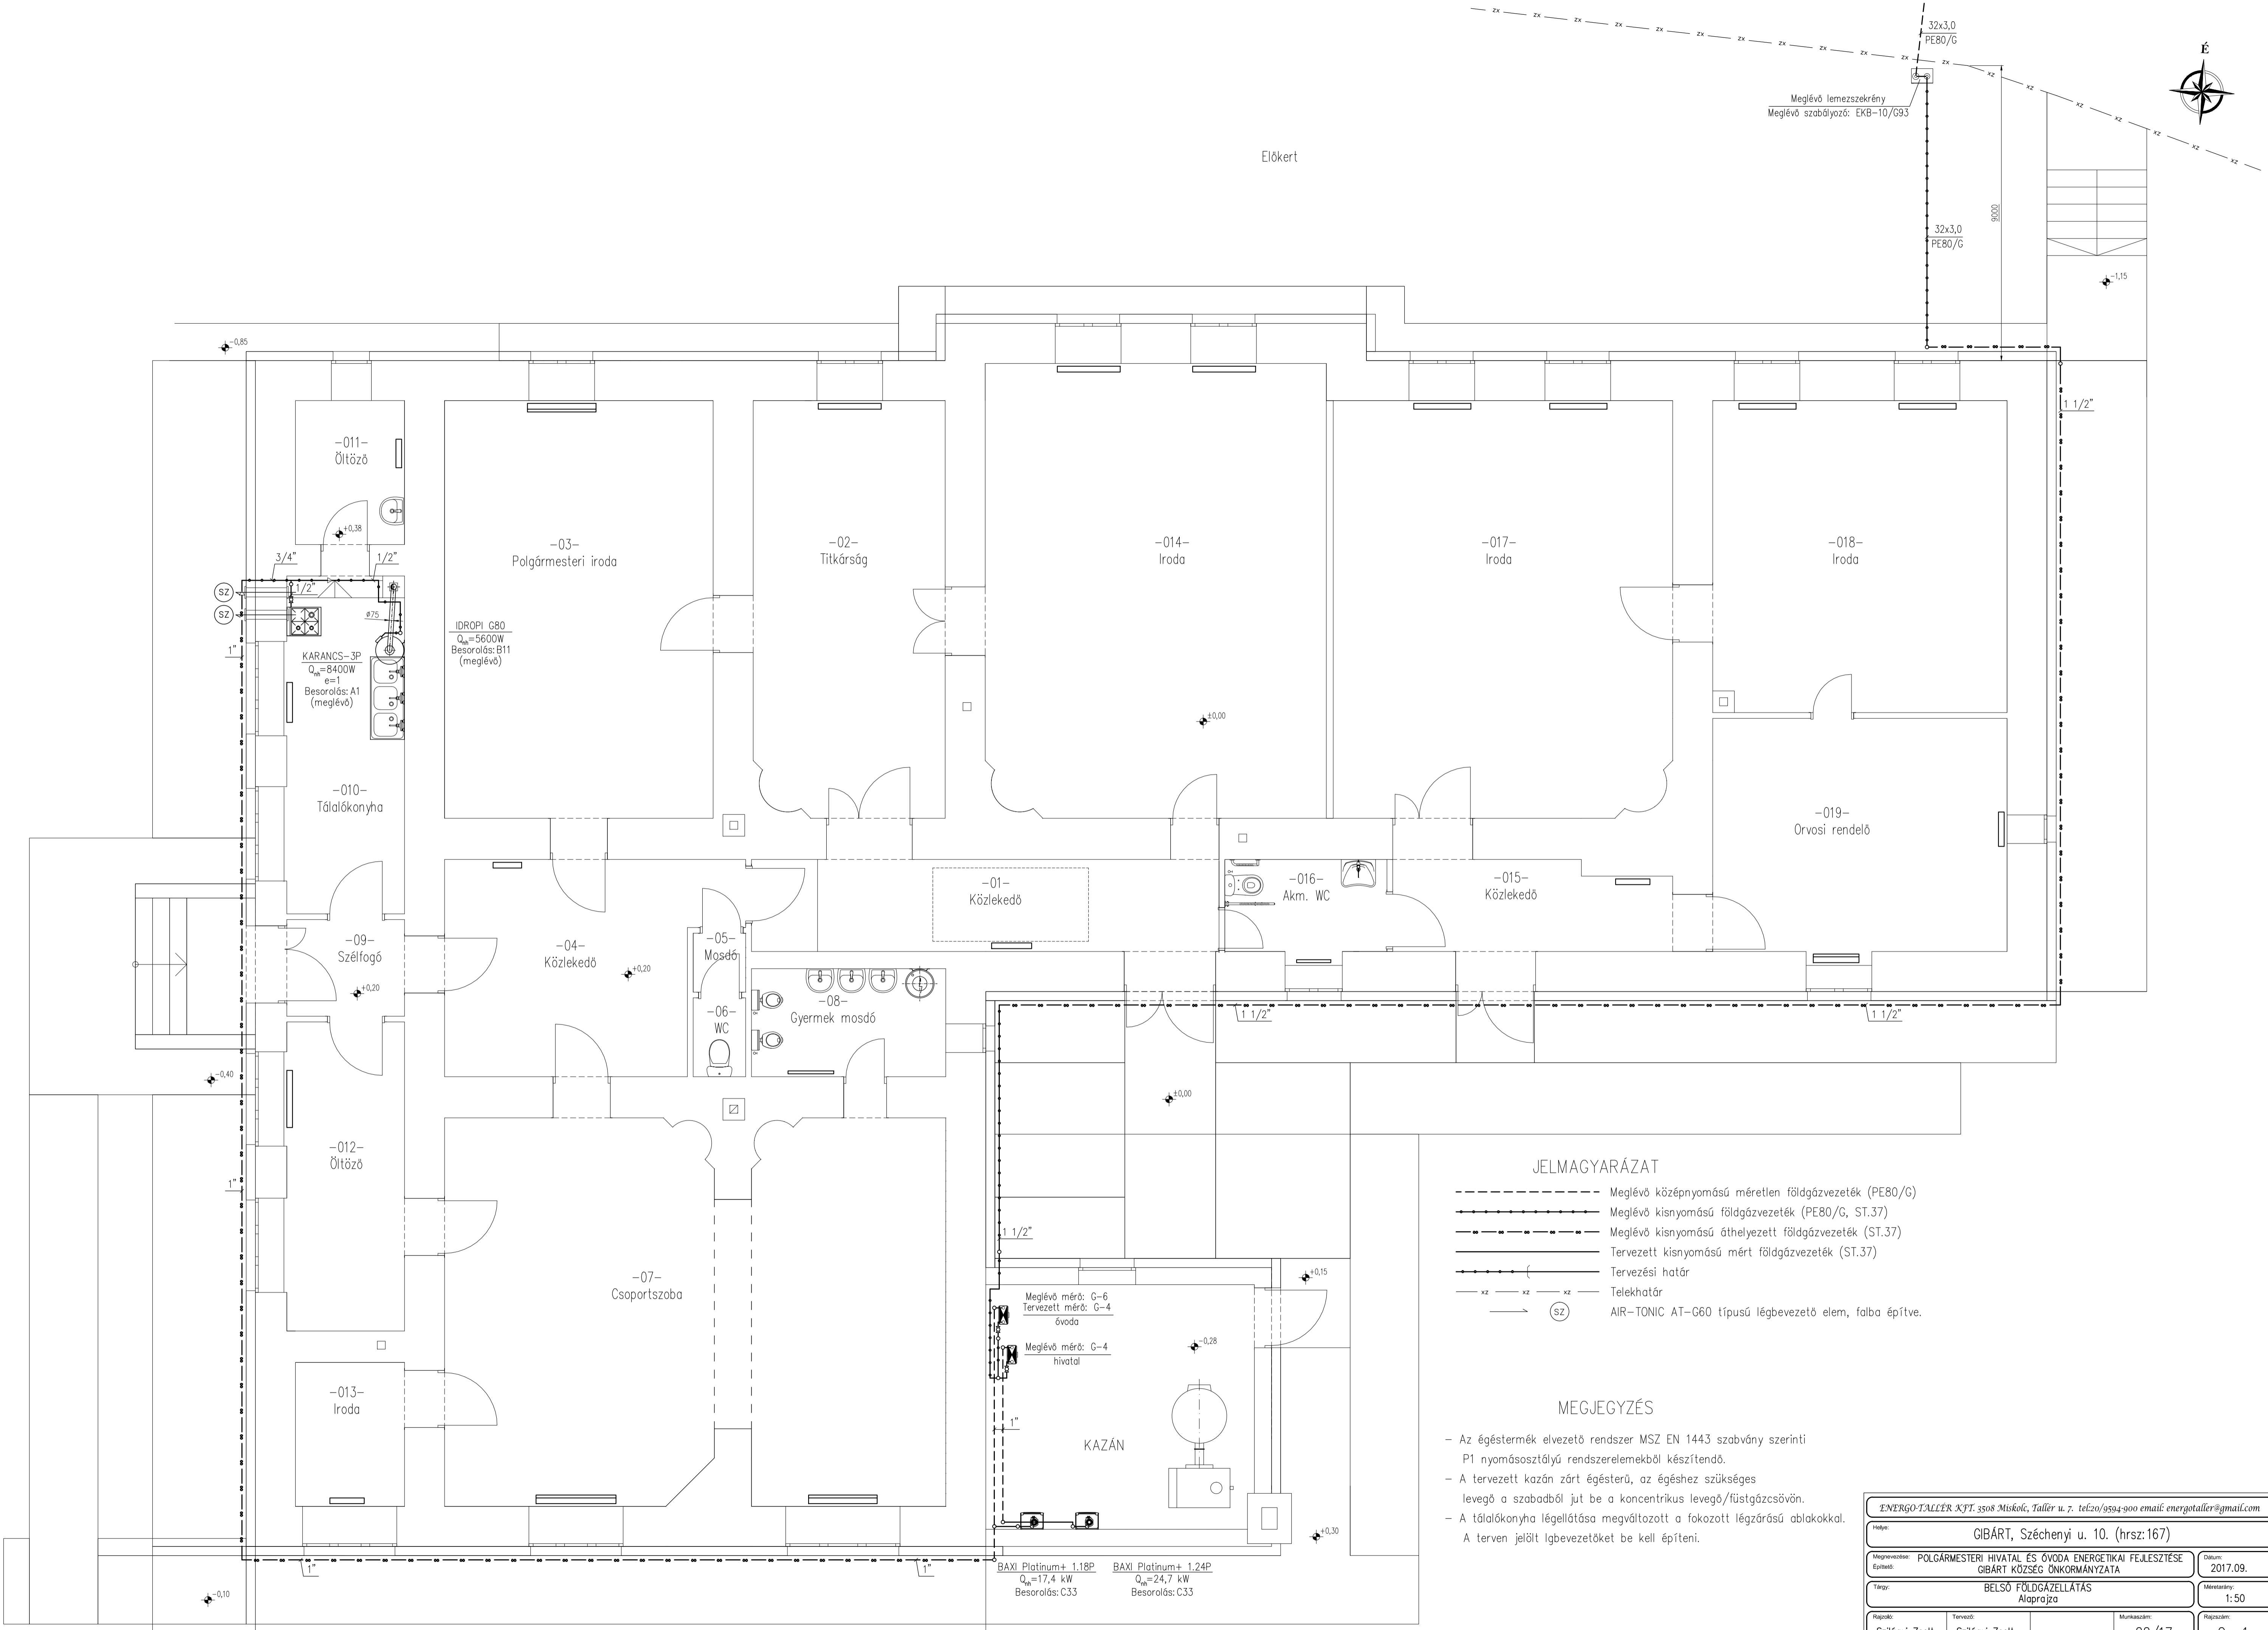 32x3,0
PE80/G
É
Meglévő lemezszekrény
Meglévő szabályozó: EKB-10/G93
Előkert
9000
32x3,0
PE80/G
-1,15
-0,85
1 1/2"
-011-
Öltöző
+0,38
3/4"
1/2"
-03-
Polgármesteri iroda
-02-
Titkárság
-014-
Iroda
-017-
Iroda
-018-
Iroda
SZ
1/2"
SZ
ø75
1"
IDROPI G80
Qnh=5600W
Besorolás: B11
(meglévő)
KARANCS-3P
Qnh=8400W
e=1
Besorolás: A1
(meglévő)
±0,00
-010-
Tálalókonyha
-019-
Orvosi rendelő
-01-
Közlekedő
-016-
Akm. WC
-015-
Közlekedő
-09-
Szélfogó
+0,20
-04-
Közlekedő
+0,20
-05-
Mosdó
-06-
WC
-08-
Gyermek mosdó
1 1/2"
1 1/2"
-0,40
±0,00
-012-
Öltöző
1"
1 1/2"
JELMAGYARÁZAT
Meglévő középnyomású méretlen földgázvezeték (PE80/G)
Meglévő kisnyomású földgázvezeték (PE80/G, ST.37)
Meglévő kisnyomású áthelyezett földgázvezeték (ST.37)
Tervezett kisnyomású mért földgázvezeték (ST.37)
Tervezési határ
xz xz xz Telekhatár
SZ AIR-TONIC AT-G60 típusú légbevezető elem, falba építve.
-07-
Csoportszoba
+0,15
Meglévő mérő: G-6
Tervezett mérő: G-4
óvoda
Meglévő mérő: G-4
hivatal
-0,28
-013-
Iroda
1"
KAZÁN
MEGJEGYZÉS
- Az égéstermék elvezető rendszer MSZ EN 1443 szabvány szerinti
P1 nyomásosztályú rendszerelemekből készítendő.
- A tervezett kazán zárt égésterű, az égéshez szükséges
levegő a szabadból jut be a koncentrikus levegő/füstgázcsövön.
- A tálalókonyha légellátása megváltozott a fokozott légzárású ablakokkal.
A terven jelölt lgbevezetőket be kell építeni.
+0,30
1"
1"
BAXI Platinum+ 1.18P
Qnh=17,4 kW
Besorolás: C33
BAXI Platinum+ 1.24P
Qnh=24,7 kW
Besorolás: C33
-0,10
ENERGO-TALLÉR KFT. 3508 Miskolc, Tallér u. 7. tel:20/9594-900 email: energotaller@gmail.com
Helye: GIBÁRT, Széchenyi u. 10. (hrsz:167)
Megnevezése: POLGÁRMESTERI HIVATAL ÉS ÓVODA ENERGETIKAI FEJLESZTÉSE
Építtető: GIBÁRT KÖZSÉG ÖNKORMÁNYZATA
Dátum: 2017.09.
Tárgy: BELSŐ FÖLDGÁZELLÁTÁS
Alaprajza
Méretarány: 1:50
Rajzoló:
Tervező:
Munkaszám:
Rajzszám: